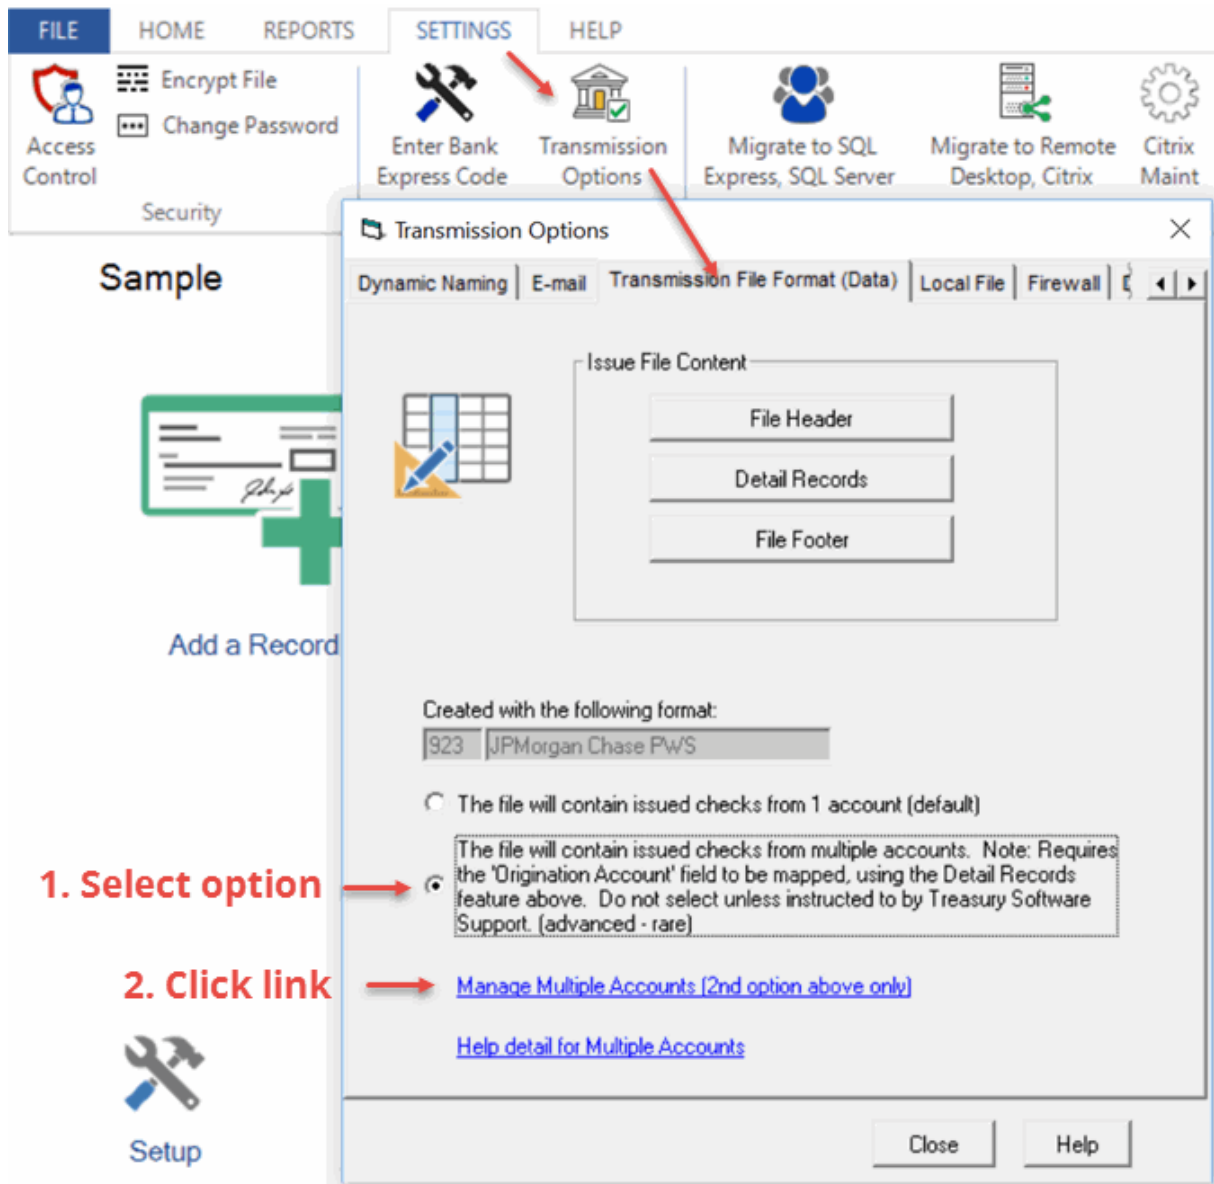 FILE HOME REPORTS SETTINGS HELP
Encrypt File
Change Password
Access
Control
Security
Enter Bank
Express Code
Transmission
Options
Migrate to SQL
Express, SQL Server
Migrate to Remote
Desktop, Citrix
Citrix
Maint
Sample
Add a Record
Setup
Transmission Options
Dynamic Naming E-mail Transmission File Format (Data) Local File Firewall
Issue File Content
File Header
Detail Records
File Footer
Created with the following format:
923 JPMorgan Chase PWS
The file will contain issued checks from 1 account (default)
1. Select option
The file will contain issued checks from multiple accounts.  Note: Requires
the 'Origination Account' field to be mapped, using the Detail Records
feature above.  Do not select unless instructed to by Treasury Software
Support. (advanced - rare)
2. Click link
Manage Multiple Accounts (2nd option above only)
Help detail for Multiple Accounts
Close Help